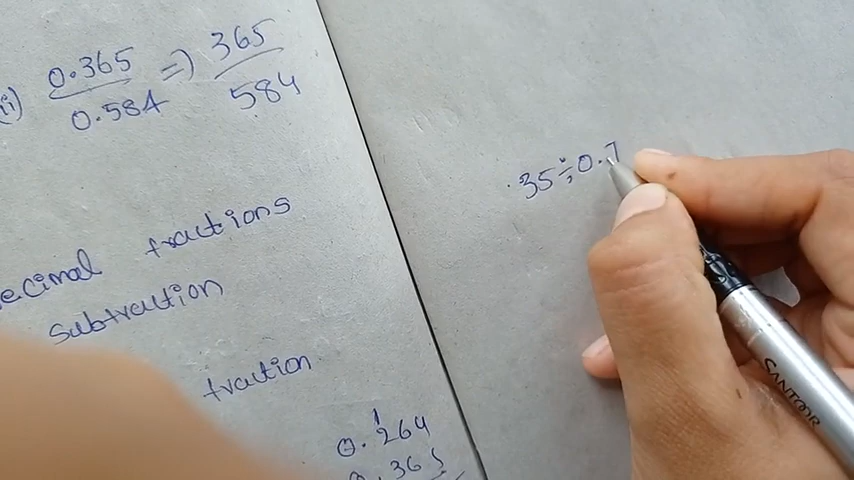 ii) 0.365/0.584 => 365/584
ecimal fractions
subtraction
fraction
1
0.264
0.365
.35÷0.7
SANTOOR